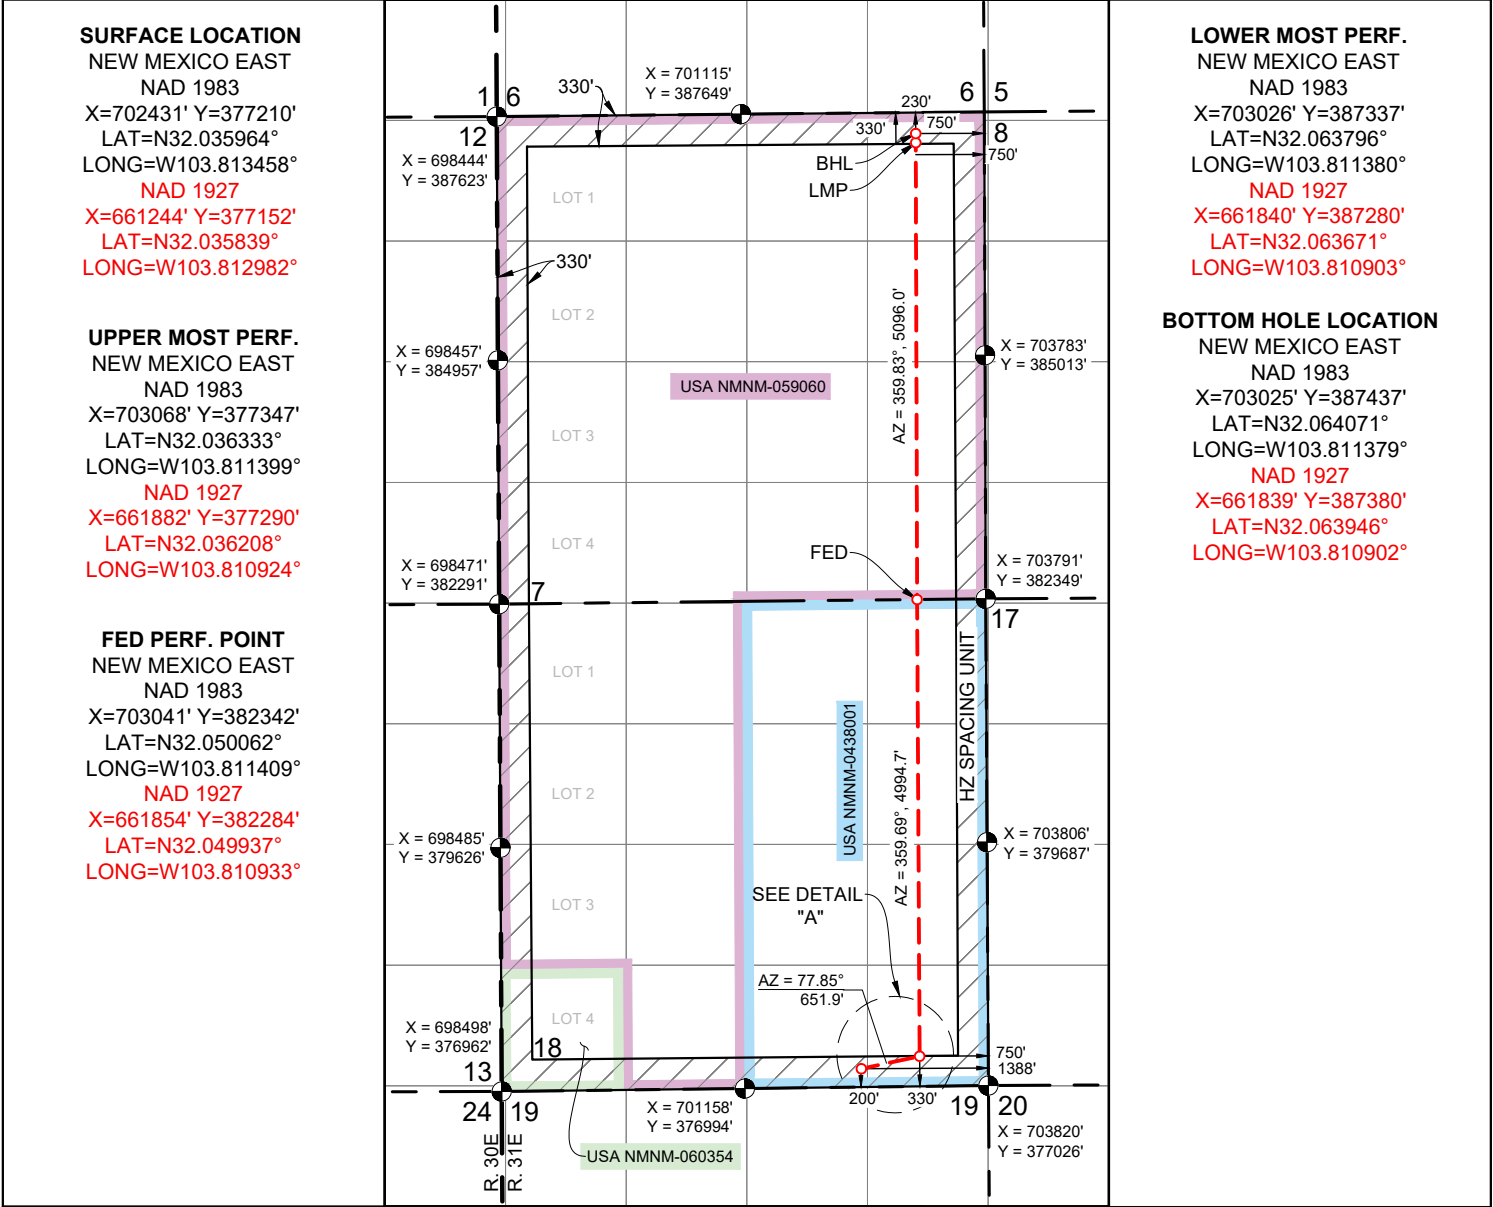 SURFACE LOCATION
NEW MEXICO EAST
NAD 1983
X=702431' Y=377210'
LAT=N32.035964°
LONG=W103.813458°
NAD 1927
X=661244' Y=377152'
LAT=N32.035839°
LONG=W103.812982°
UPPER MOST PERF.
NEW MEXICO EAST
NAD 1983
X=703068' Y=377347'
LAT=N32.036333°
LONG=W103.811399°
NAD 1927
X=661882' Y=377290'
LAT=N32.036208°
LONG=W103.810924°
FED PERF. POINT
NEW MEXICO EAST
NAD 1983
X=703041' Y=382342'
LAT=N32.050062°
LONG=W103.811409°
NAD 1927
X=661854' Y=382284'
LAT=N32.049937°
LONG=W103.810933°
1 6
12
330'
X = 701115'
Y = 387649'
6 5
8
230'
750'
330'
750'
BHL
LMP
X = 698444'
Y = 387623'
LOT 1
330'
LOT 2
X = 698457'
Y = 384957'
AZ = 359.83°, 5096.0'
X = 703783'
Y = 385013'
USA NMNM-059060
LOT 3
LOT 4
FED
X = 698471'
Y = 382291'
7
X = 703791'
Y = 382349'
17
LOT 1
HZ SPACING UNIT
USA NMNM-0438001
AZ = 359.69°, 4994.7'
LOT 2
X = 698485'
Y = 379626'
X = 703806'
Y = 379687'
SEE DETAIL
"A"
LOT 3
AZ = 77.85°
651.9'
X = 698498'
Y = 376962'
LOT 4
18
750'
1388'
13
24 19
200'
330'
19 20
X = 701158'
Y = 376994'
X = 703820'
Y = 377026'
USA NMNM-060354
R. 30E
R. 31E
LOWER MOST PERF.
NEW MEXICO EAST
NAD 1983
X=703026' Y=387337'
LAT=N32.063796°
LONG=W103.811380°
NAD 1927
X=661840' Y=387280'
LAT=N32.063671°
LONG=W103.810903°
BOTTOM HOLE LOCATION
NEW MEXICO EAST
NAD 1983
X=703025' Y=387437'
LAT=N32.064071°
LONG=W103.811379°
NAD 1927
X=661839' Y=387380'
LAT=N32.063946°
LONG=W103.810902°